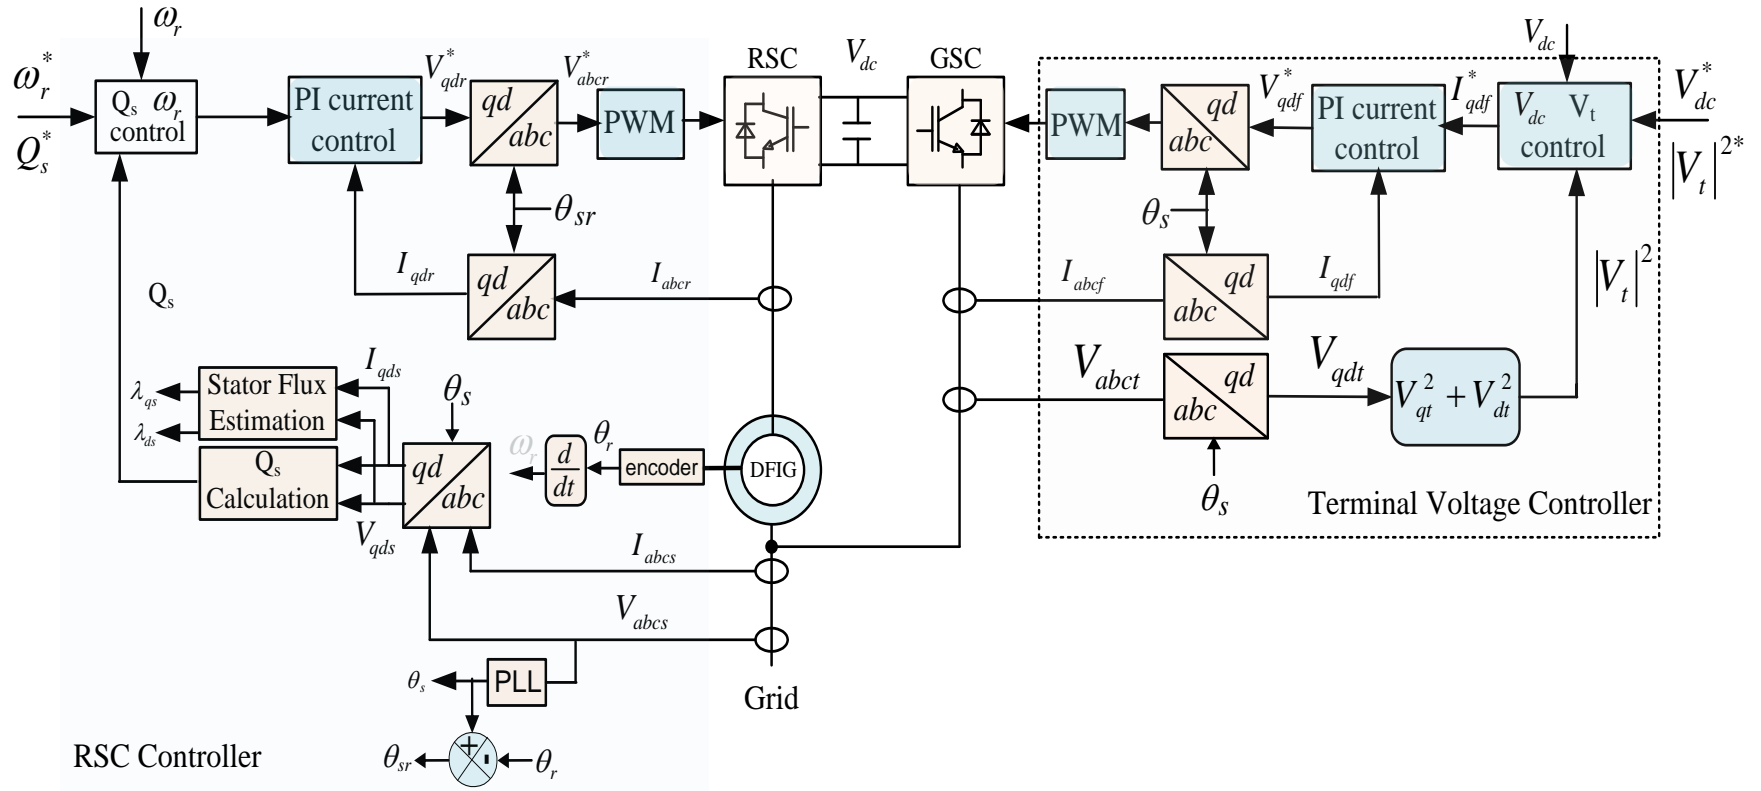 ω_r
ω_r^*
Q_s^*
Q_s ω_r
control
PI current
control
V_qdr^*
qd
abc
V_abcr^*
PWM
RSC
V_dc
GSC
PWM
V_qdf^*
qd
abc
PI current
control
I_qdf^*
V_dc
V_dc V_t
control
V_dc^*
|V_t|^2*
θ_sr
θ_s
I_qdr
qd
abc
I_abcr
I_abcf
qd
abc
I_qdf
|V_t|^2
Q_s
I_qds
λ_qs
λ_ds
Stator Flux
Estimation
Q_s
Calculation
V_qds
θ_s
qd
abc
ω_r
d
dt
θ_r
encoder
DFIG
V_abct
qd
abc
θ_s
V_qdt
V_qt^2 + V_dt^2
Terminal Voltage Controller
I_abcs
V_abcs
θ_s
PLL
Grid
RSC Controller
θ_sr
+
-
θ_r